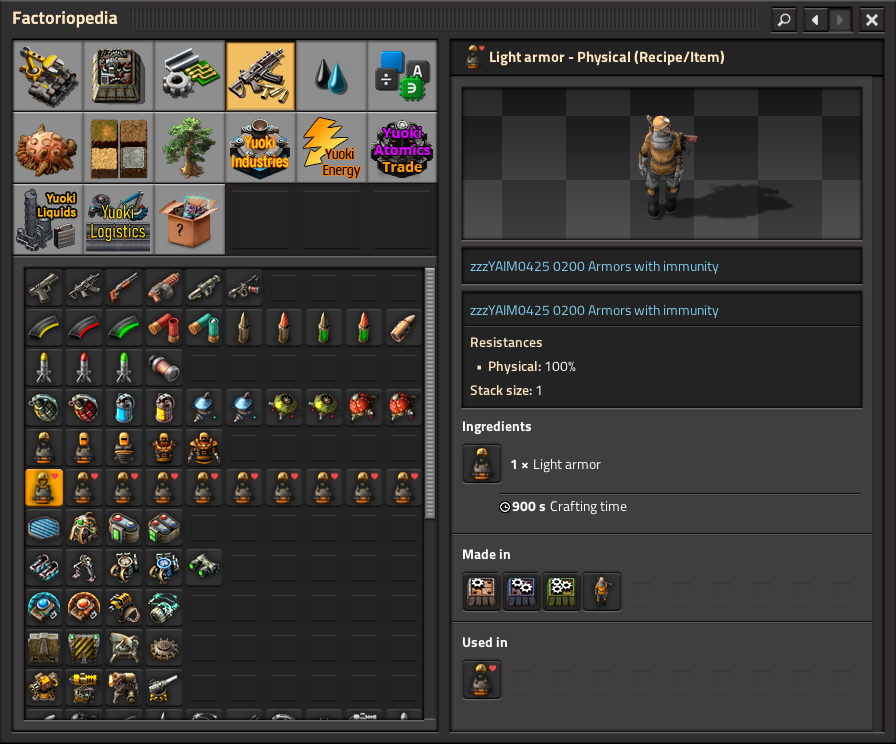 Factoriopedia
Yuoki
Industries
Yuoki
Energy
Yuoki
Atomics
Trade
Yuoki
Liquids
Yuoki
Logistics
Light armor - Physical (Recipe/Item)
zzzYAIM0425 0200 Armors with immunity
zzzYAIM0425 0200 Armors with immunity
Resistances
• Physical: 100%
Stack size: 1
Ingredients
1 × Light armor
900 s Crafting time
Made in
Used in